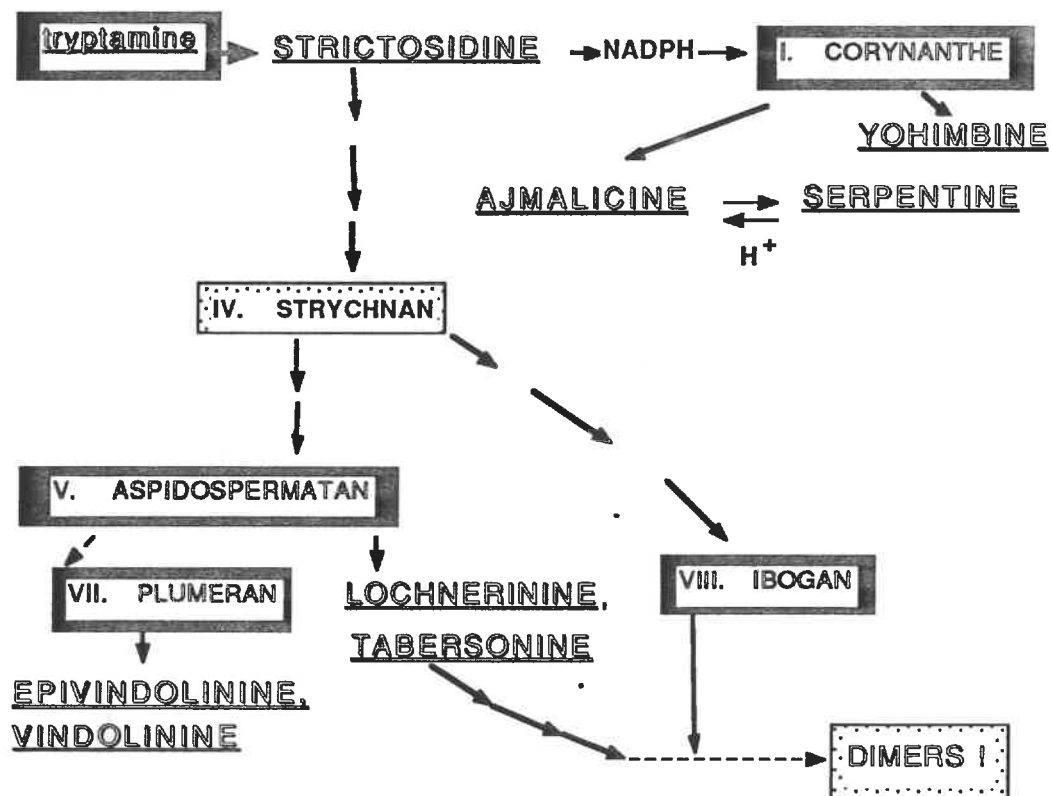 tryptamine
STRICTOSIDINE
NADPH
I. CORYNANTHE
YOHIMBINE
AJMALICINE
SERPENTINE
H+
IV. STRYCHNAN
V. ASPIDOSPERMATAN
VII. PLUMERAN
LOCHNERININE,
TABERSONINE
VIII. IBOGAN
EPIVINDOLININE,
VINDOLININE
DIMERS !